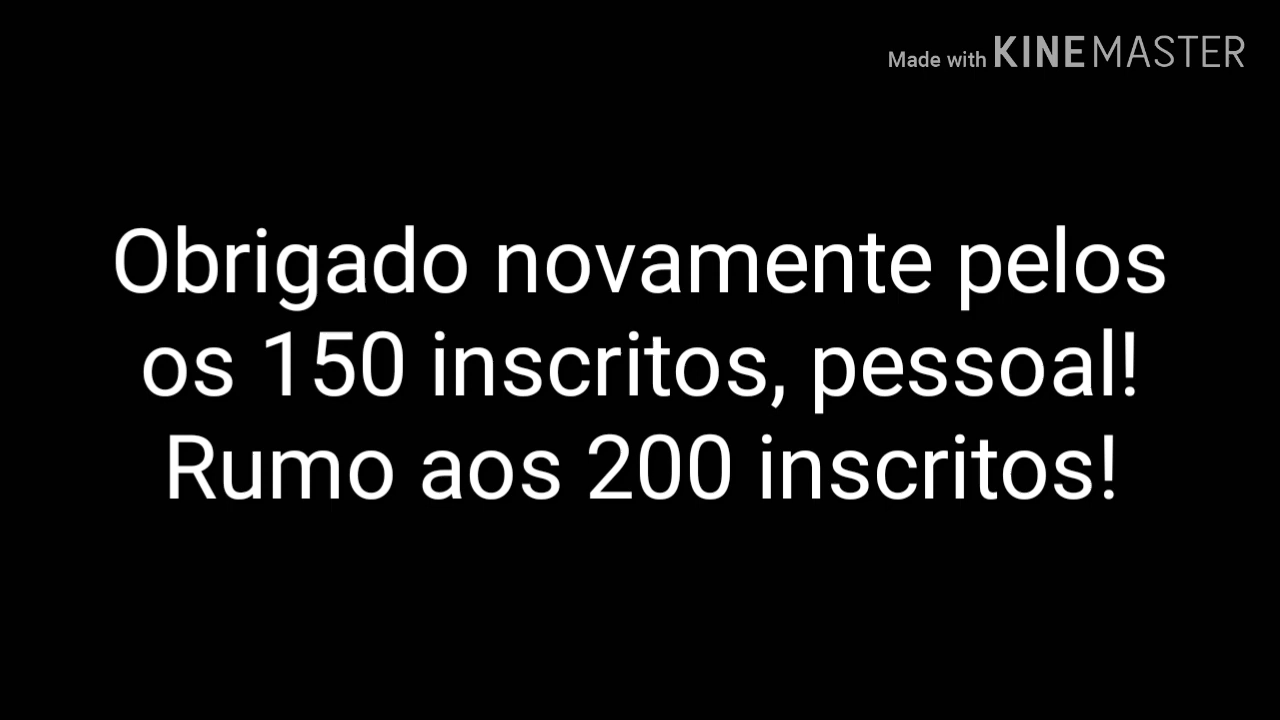 Made with KINEMASTER
Obrigado novamente pelos
os 150 inscritos, pessoal!
Rumo aos 200 inscritos!